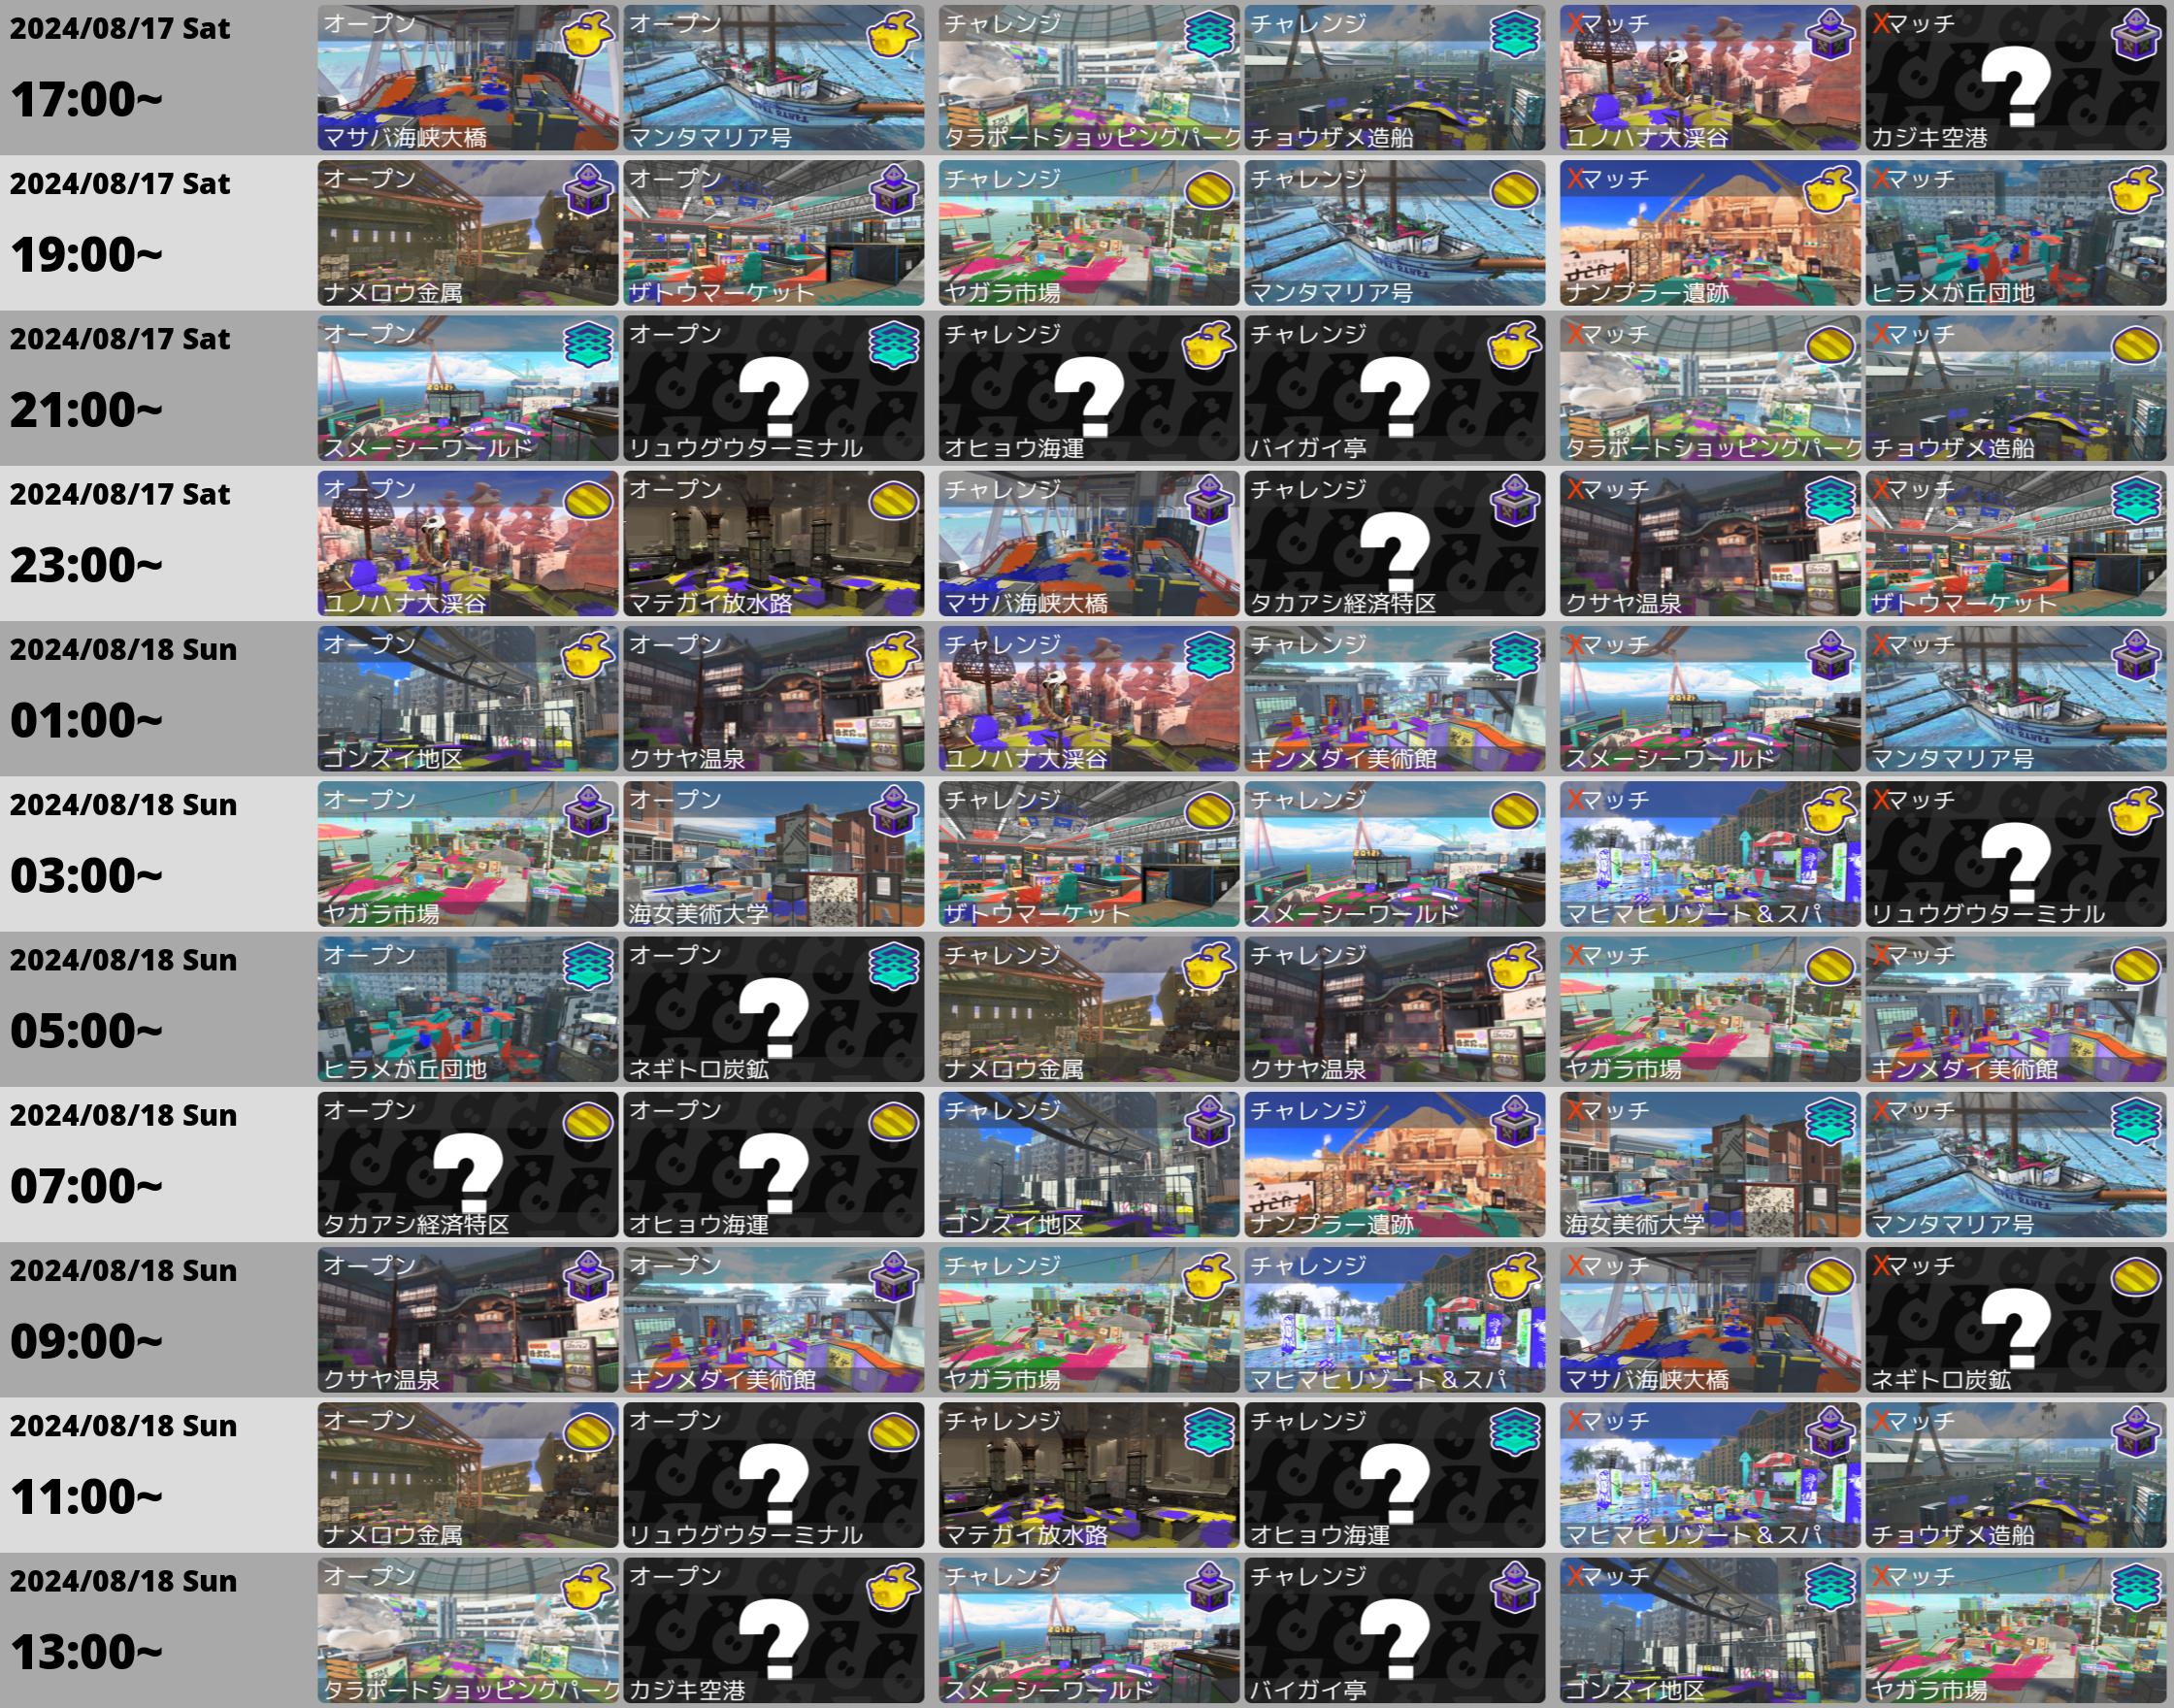 2024/08/17 Sat
17:00~
オープン
マサバ海峡大橋
オープン
マンタマリア号
チャレンジ
タラポートショッピングパーク
チャレンジ
チョウザメ造船
Xマッチ
ユノハナ大渓谷
Xマッチ
カジキ空港
2024/08/17 Sat
19:00~
オープン
ナメロウ金属
オープン
ザトウマーケット
チャレンジ
ヤガラ市場
チャレンジ
マンタマリア号
Xマッチ
ナンプラー遺跡
Xマッチ
ヒラメが丘団地
2024/08/17 Sat
21:00~
オープン
スメーシーワールド
オープン
リュウグウターミナル
チャレンジ
オヒョウ海運
チャレンジ
バイガイ亭
Xマッチ
タラポートショッピングパーク
Xマッチ
チョウザメ造船
2024/08/17 Sat
23:00~
オープン
ユノハナ大渓谷
オープン
マテガイ放水路
チャレンジ
マサバ海峡大橋
チャレンジ
タカアシ経済特区
Xマッチ
クサヤ温泉
Xマッチ
ザトウマーケット
2024/08/18 Sun
01:00~
オープン
ゴンズイ地区
オープン
クサヤ温泉
チャレンジ
ユノハナ大渓谷
チャレンジ
キンメダイ美術館
Xマッチ
スメーシーワールド
Xマッチ
マンタマリア号
2024/08/18 Sun
03:00~
オープン
ヤガラ市場
オープン
海女美術大学
チャレンジ
ザトウマーケット
チャレンジ
スメーシーワールド
Xマッチ
マヒマヒリゾート＆スパ
Xマッチ
リュウグウターミナル
2024/08/18 Sun
05:00~
オープン
ヒラメが丘団地
オープン
ネギトロ炭鉱
チャレンジ
ナメロウ金属
チャレンジ
クサヤ温泉
Xマッチ
ヤガラ市場
Xマッチ
キンメダイ美術館
2024/08/18 Sun
07:00~
オープン
タカアシ経済特区
オープン
オヒョウ海運
チャレンジ
ゴンズイ地区
チャレンジ
ナンプラー遺跡
Xマッチ
海女美術大学
Xマッチ
マンタマリア号
2024/08/18 Sun
09:00~
オープン
クサヤ温泉
オープン
キンメダイ美術館
チャレンジ
ヤガラ市場
チャレンジ
マヒマヒリゾート＆スパ
Xマッチ
マサバ海峡大橋
Xマッチ
ネギトロ炭鉱
2024/08/18 Sun
11:00~
オープン
ナメロウ金属
オープン
リュウグウターミナル
チャレンジ
マテガイ放水路
チャレンジ
オヒョウ海運
Xマッチ
マヒマヒリゾート＆スパ
Xマッチ
チョウザメ造船
2024/08/18 Sun
13:00~
オープン
タラポートショッピングパーク
オープン
カジキ空港
チャレンジ
スメーシーワールド
チャレンジ
バイガイ亭
Xマッチ
ゴンズイ地区
Xマッチ
ヤガラ市場